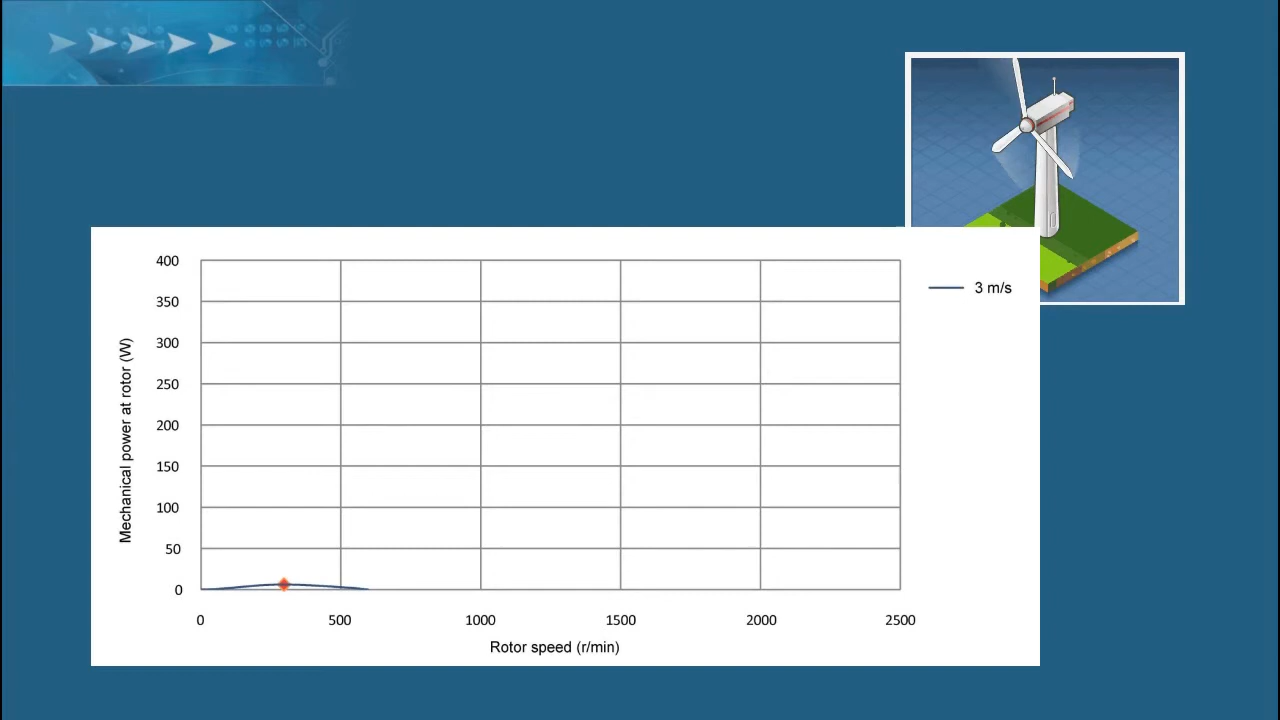 400
350
300
250
200
150
100
50
0
Mechanical power at rotor (W)
0 500 1000 1500 2000 2500
Rotor speed (r/min)
3 m/s